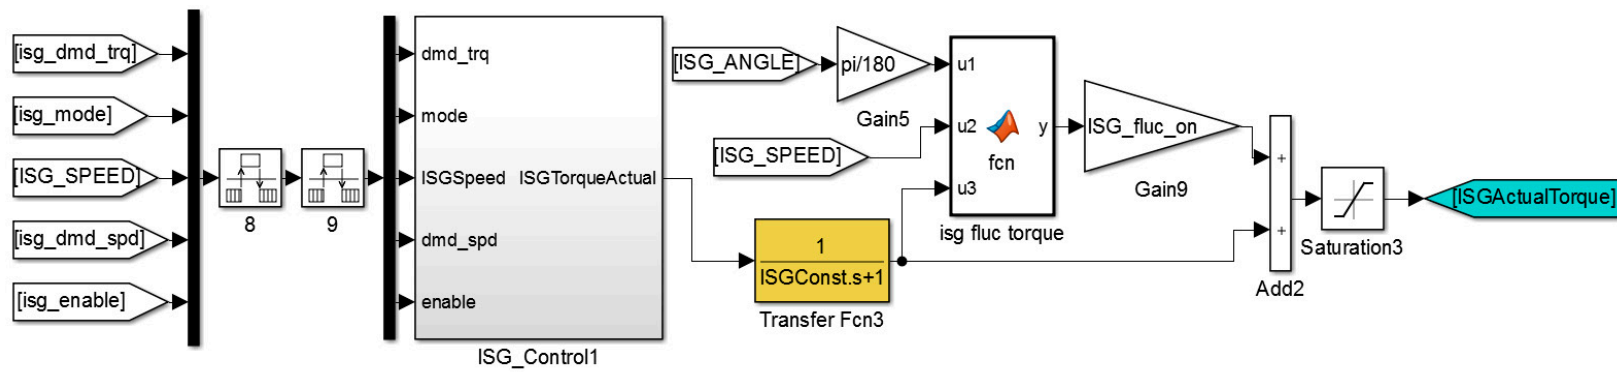 [isg_dmd_trq]
[isg_mode]
[ISG_SPEED]
[isg_dmd_spd]
[isg_enable]
8
9
dmd_trq
mode
ISGSpeed
dmd_spd
enable
ISGTorqueActual
ISG_Control1
[ISG_ANGLE]
pi/180
Gain5
[ISG_SPEED]
1
ISGConst.s+1
Transfer Fcn3
u1
u2
u3
fcn
y
isg fluc torque
ISG_fluc_on
Gain9
+
+
Add2
Saturation3
[ISGActualTorque]